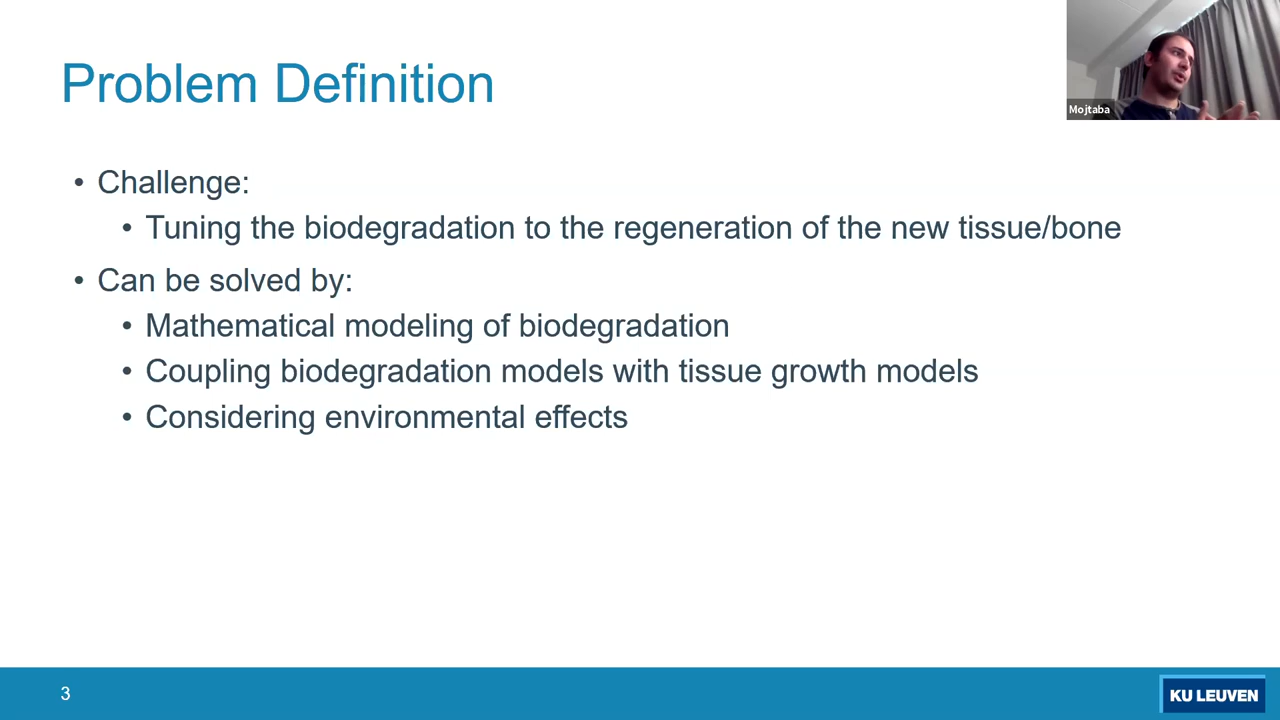 Problem Definition
Mojtaba
• Challenge:
• Tuning the biodegradation to the regeneration of the new tissue/bone
• Can be solved by:
• Mathematical modeling of biodegradation
• Coupling biodegradation models with tissue growth models
• Considering environmental effects
3
KU LEUVEN